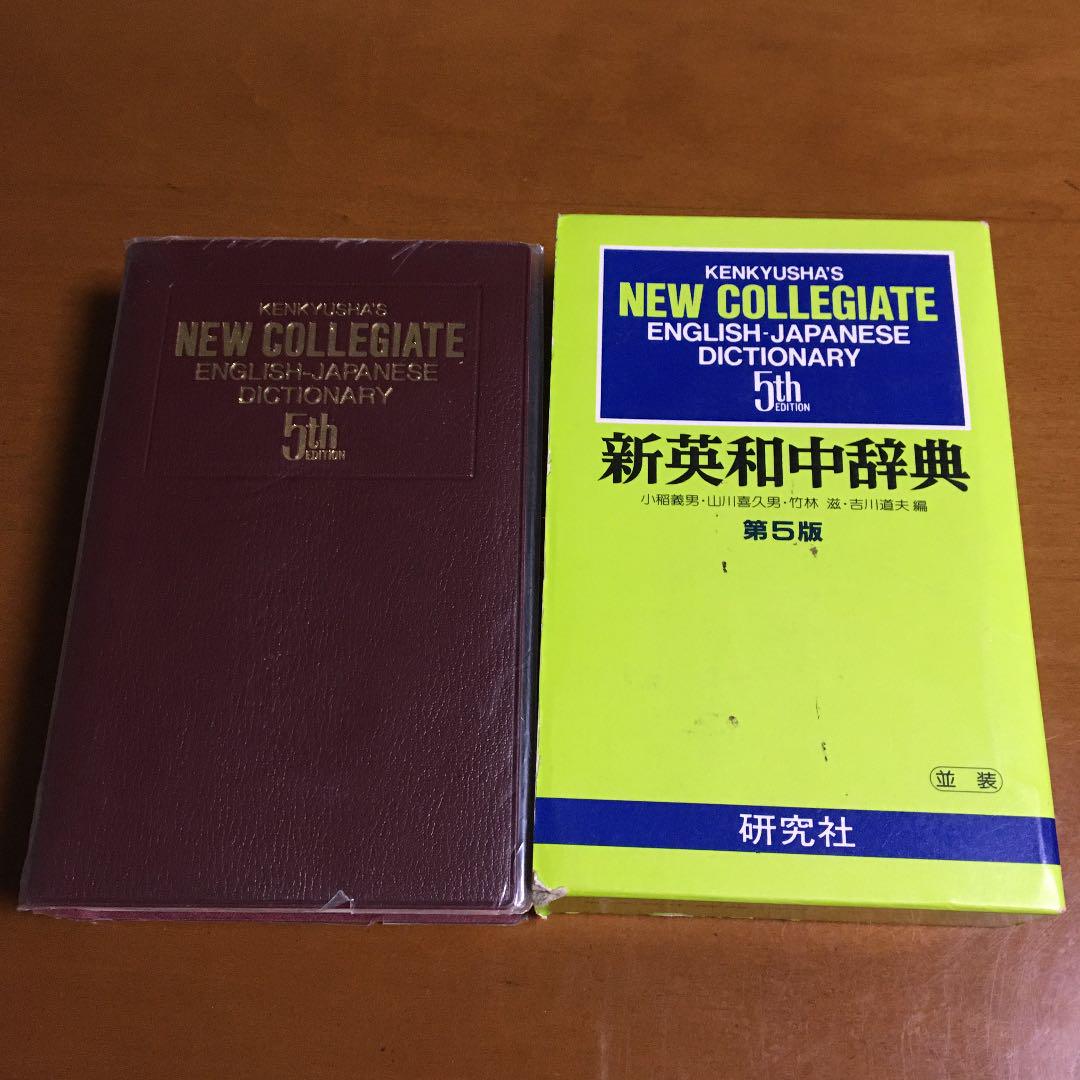 KENKYUSHA'S
NEW COLLEGIATE
ENGLISH-JAPANESE
DICTIONARY
5th
EDITION
KENKYUSHA'S
NEW COLLEGIATE
ENGLISH-JAPANESE
DICTIONARY
5th
EDITION
新英和中辞典
小稲義男・山川喜久男・竹林 滋・吉川道夫 編
第5版
並装
研究社